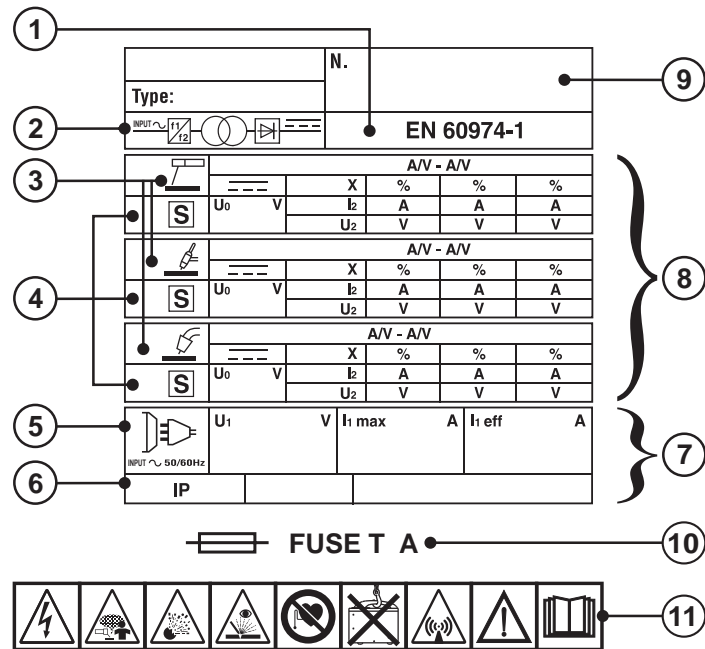 1
N.
9
Type:
2
INPUT ~ f1 f2
EN 60974-1
3
A/V - A/V
X % % %
S U0 V I2 A A A
U2 V V V
A/V - A/V
X % % %
4
S U0 V I2 A A A
U2 V V V
8
A/V - A/V
X % % %
S U0 V I2 A A A
U2 V V V
5
U1 V I1 max A I1 eff A
INPUT ~ 50/60Hz
7
6
IP
FUSE T A
10
11